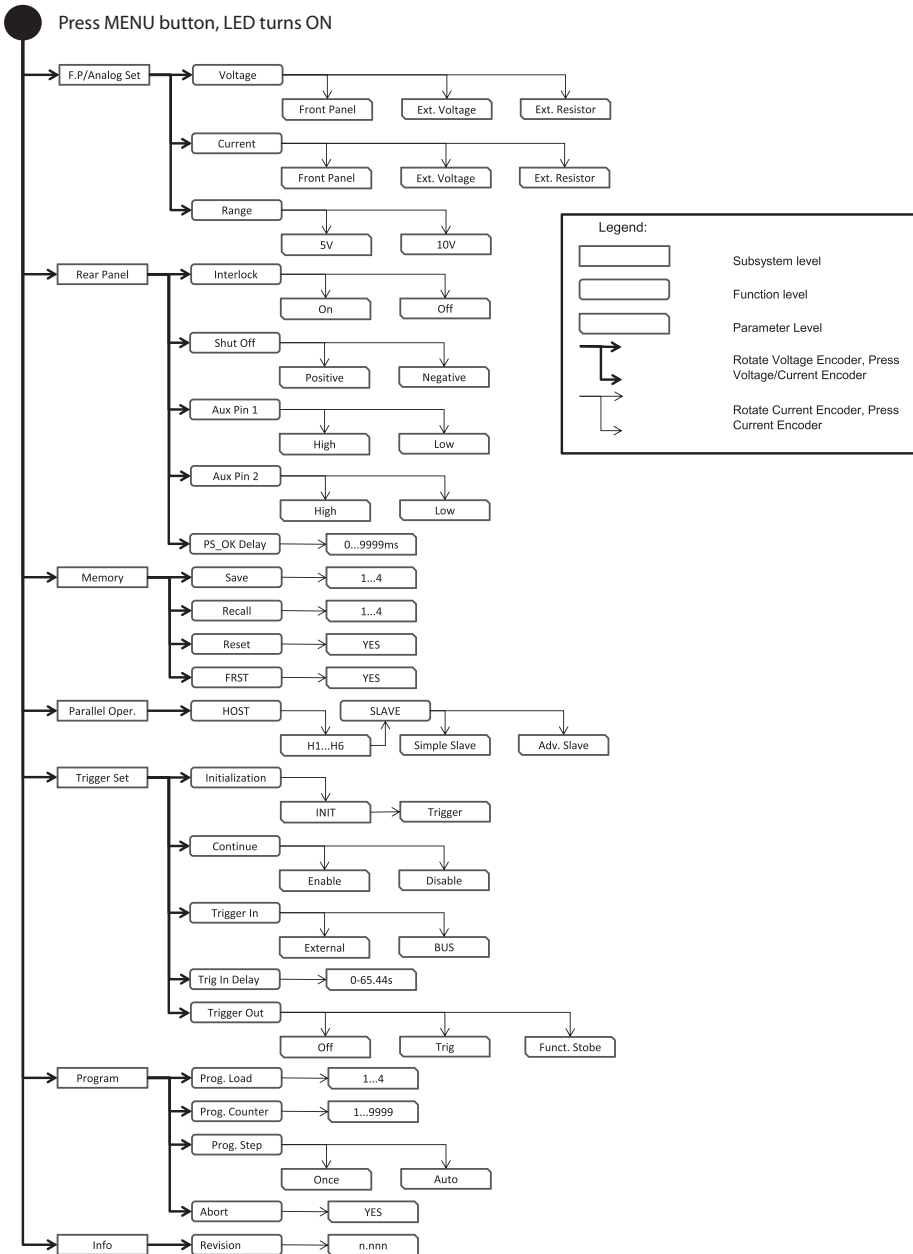 Press MENU button, LED turns ON
F.P/Analog Set
Voltage
Front Panel
Ext. Voltage
Ext. Resistor
Current
Front Panel
Ext. Voltage
Ext. Resistor
Range
5V
10V
Legend:
Subsystem level
Function level
Parameter Level
Rotate Voltage Encoder, Press
Voltage/Current Encoder
Rotate Current Encoder, Press
Current Encoder
Rear Panel
Interlock
On
Off
Shut Off
Positive
Negative
Aux Pin 1
High
Low
Aux Pin 2
High
Low
PS_OK Delay
0...9999ms
Memory
Save
1...4
Recall
1...4
Reset
YES
FRST
YES
Parallel Oper.
HOST
SLAVE
H1...H6
Simple Slave
Adv. Slave
Trigger Set
Initialization
INIT
Trigger
Continue
Enable
Disable
Trigger In
External
BUS
Trig In Delay
0-65.44s
Trigger Out
Off
Trig
Funct. Stobe
Program
Prog. Load
1...4
Prog. Counter
1...9999
Prog. Step
Once
Auto
Abort
YES
Info
Revision
n.nnn